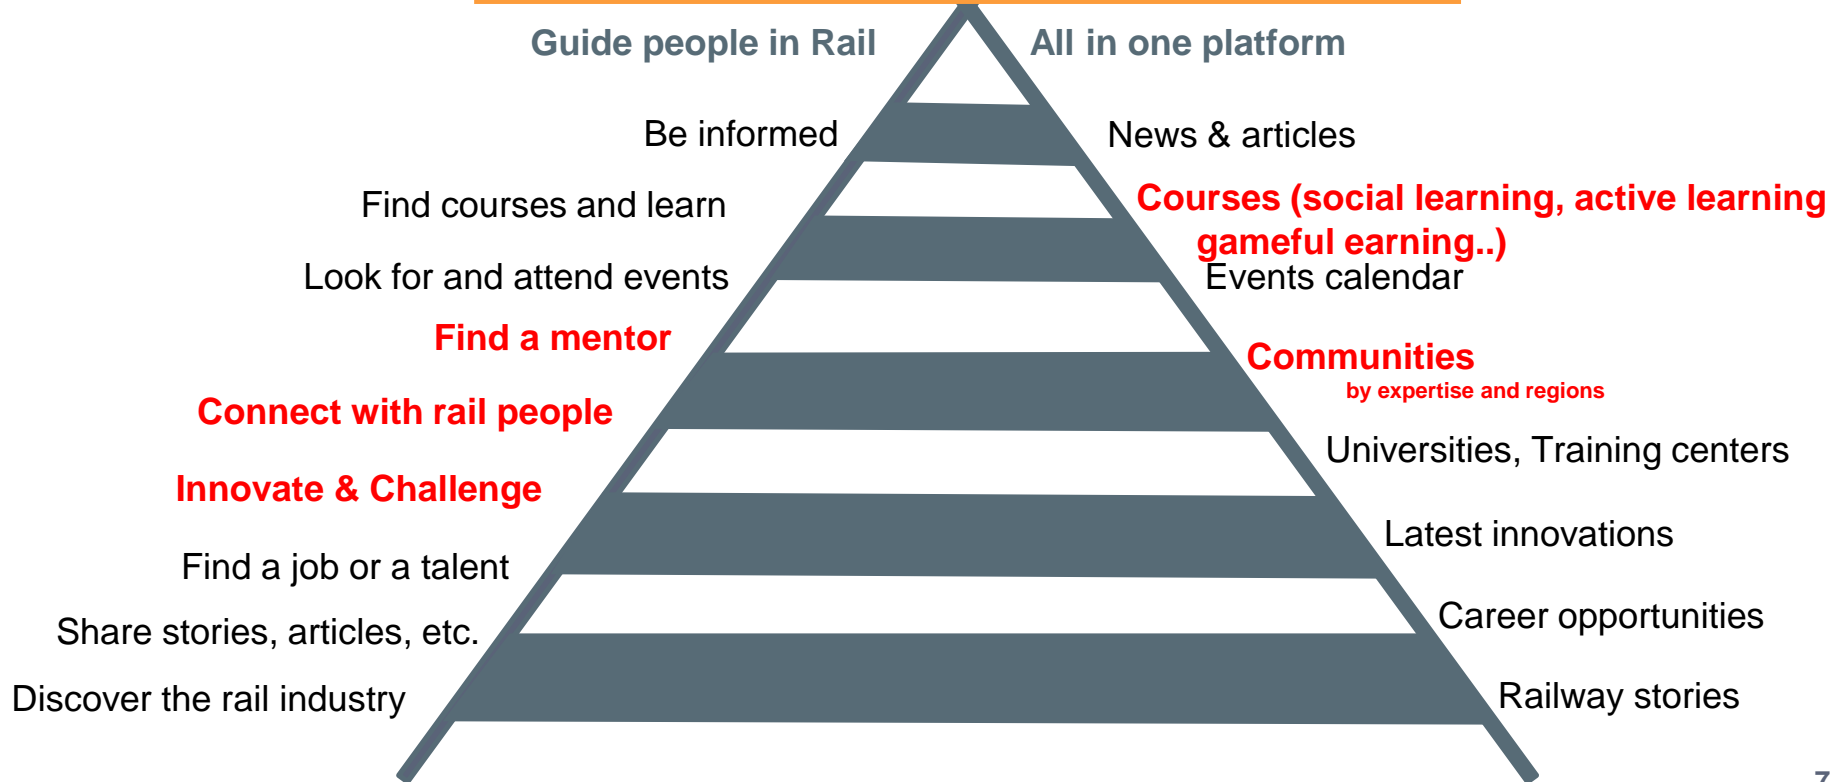 Guide people in Rail
All in one platform
Be informed
News & articles
Find courses and learn
Courses (social learning, active learning
gameful earning..)
Look for and attend events
Events calendar
Find a mentor
Communities
by expertise and regions
Connect with rail people
Universities, Training centers
Innovate & Challenge
Latest innovations
Find a job or a talent
Career opportunities
Share stories, articles, etc.
Discover the rail industry
Railway stories
7